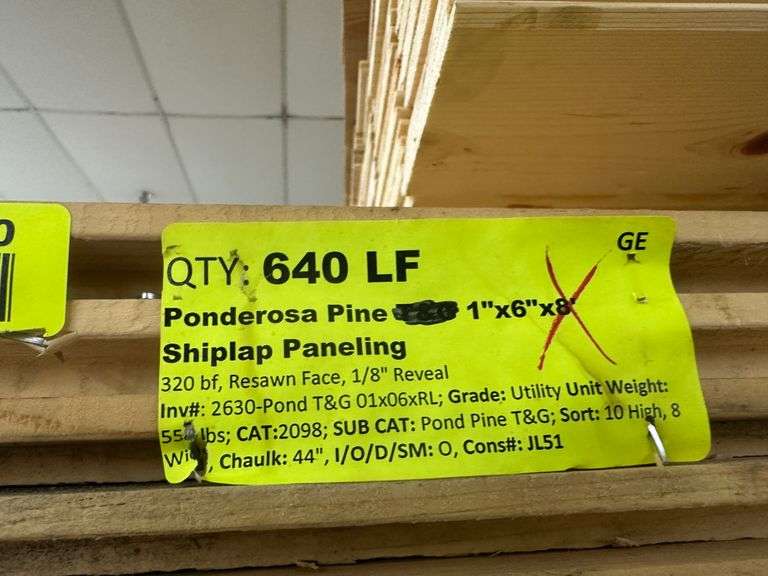 GE
QTY: 640 LF
Ponderosa Pine T&G 1"x6"x8'
Shiplap Paneling
320 bf, Resawn Face, 1/8" Reveal
Inv#: 2630-Pond T&G 01x06xRL; Grade: Utility Unit Weight:
lbs; CAT:2098; SUB CAT: Pond Pine T&G; Sort: 10 High, 8
Chaulk: 44", I/O/D/SM: O, Cons#: JL51